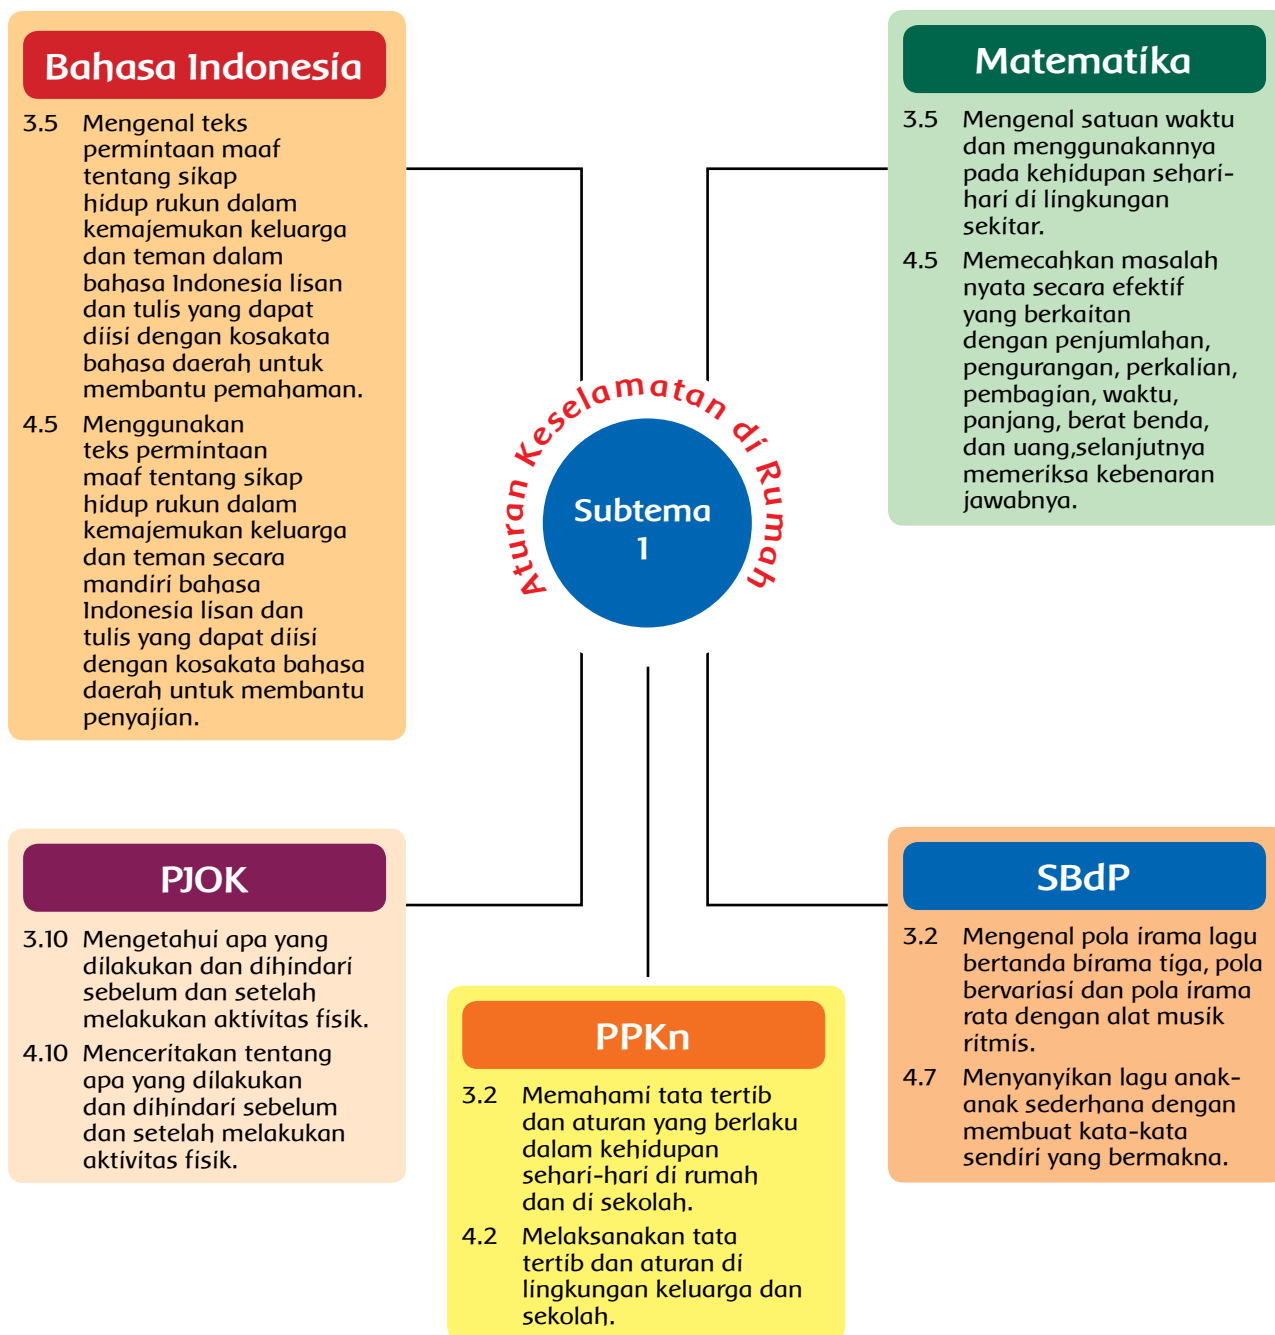 Bahasa Indonesia
3.5 Mengenal teks
permintaan maaf
tentang sikap
hidup rukun dalam
kemajemukan keluarga
dan teman dalam
bahasa Indonesia lisan
dan tulis yang dapat
diisi dengan kosakata
bahasa daerah untuk
membantu pemahaman.
4.5 Menggunakan
teks permintaan
maaf tentang sikap
hidup rukun dalam
kemajemukan keluarga
dan teman secara
mandiri bahasa
Indonesia lisan dan
tulis yang dapat diisi
dengan kosakata bahasa
daerah untuk membantu
penyajian.
Matematika
3.5 Mengenal satuan waktu
dan menggunakannya
pada kehidupan sehari-
hari di lingkungan
sekitar.
4.5 Memecahkan masalah
nyata secara efektif
yang berkaitan
dengan penjumlahan,
pengurangan, perkalian,
pembagian, waktu,
panjang, berat benda,
dan uang,selanjutnya
memeriksa kebenaran
jawabnya.
Aturan Keselamatan di Rumah
Subtema
1
PJOK
3.10 Mengetahui apa yang
dilakukan dan dihindari
sebelum dan setelah
melakukan aktivitas fisik.
4.10 Menceritakan tentang
apa yang dilakukan
dan dihindari sebelum
dan setelah melakukan
aktivitas fisik.
PPKn
3.2 Memahami tata tertib
dan aturan yang berlaku
dalam kehidupan
sehari-hari di rumah
dan di sekolah.
4.2 Melaksanakan tata
tertib dan aturan di
lingkungan keluarga dan
sekolah.
SBdP
3.2 Mengenal pola irama lagu
bertanda birama tiga, pola
bervariasi dan pola irama
rata dengan alat musik
ritmis.
4.7 Menyanyikan lagu anak-
anak sederhana dengan
membuat kata-kata
sendiri yang bermakna.